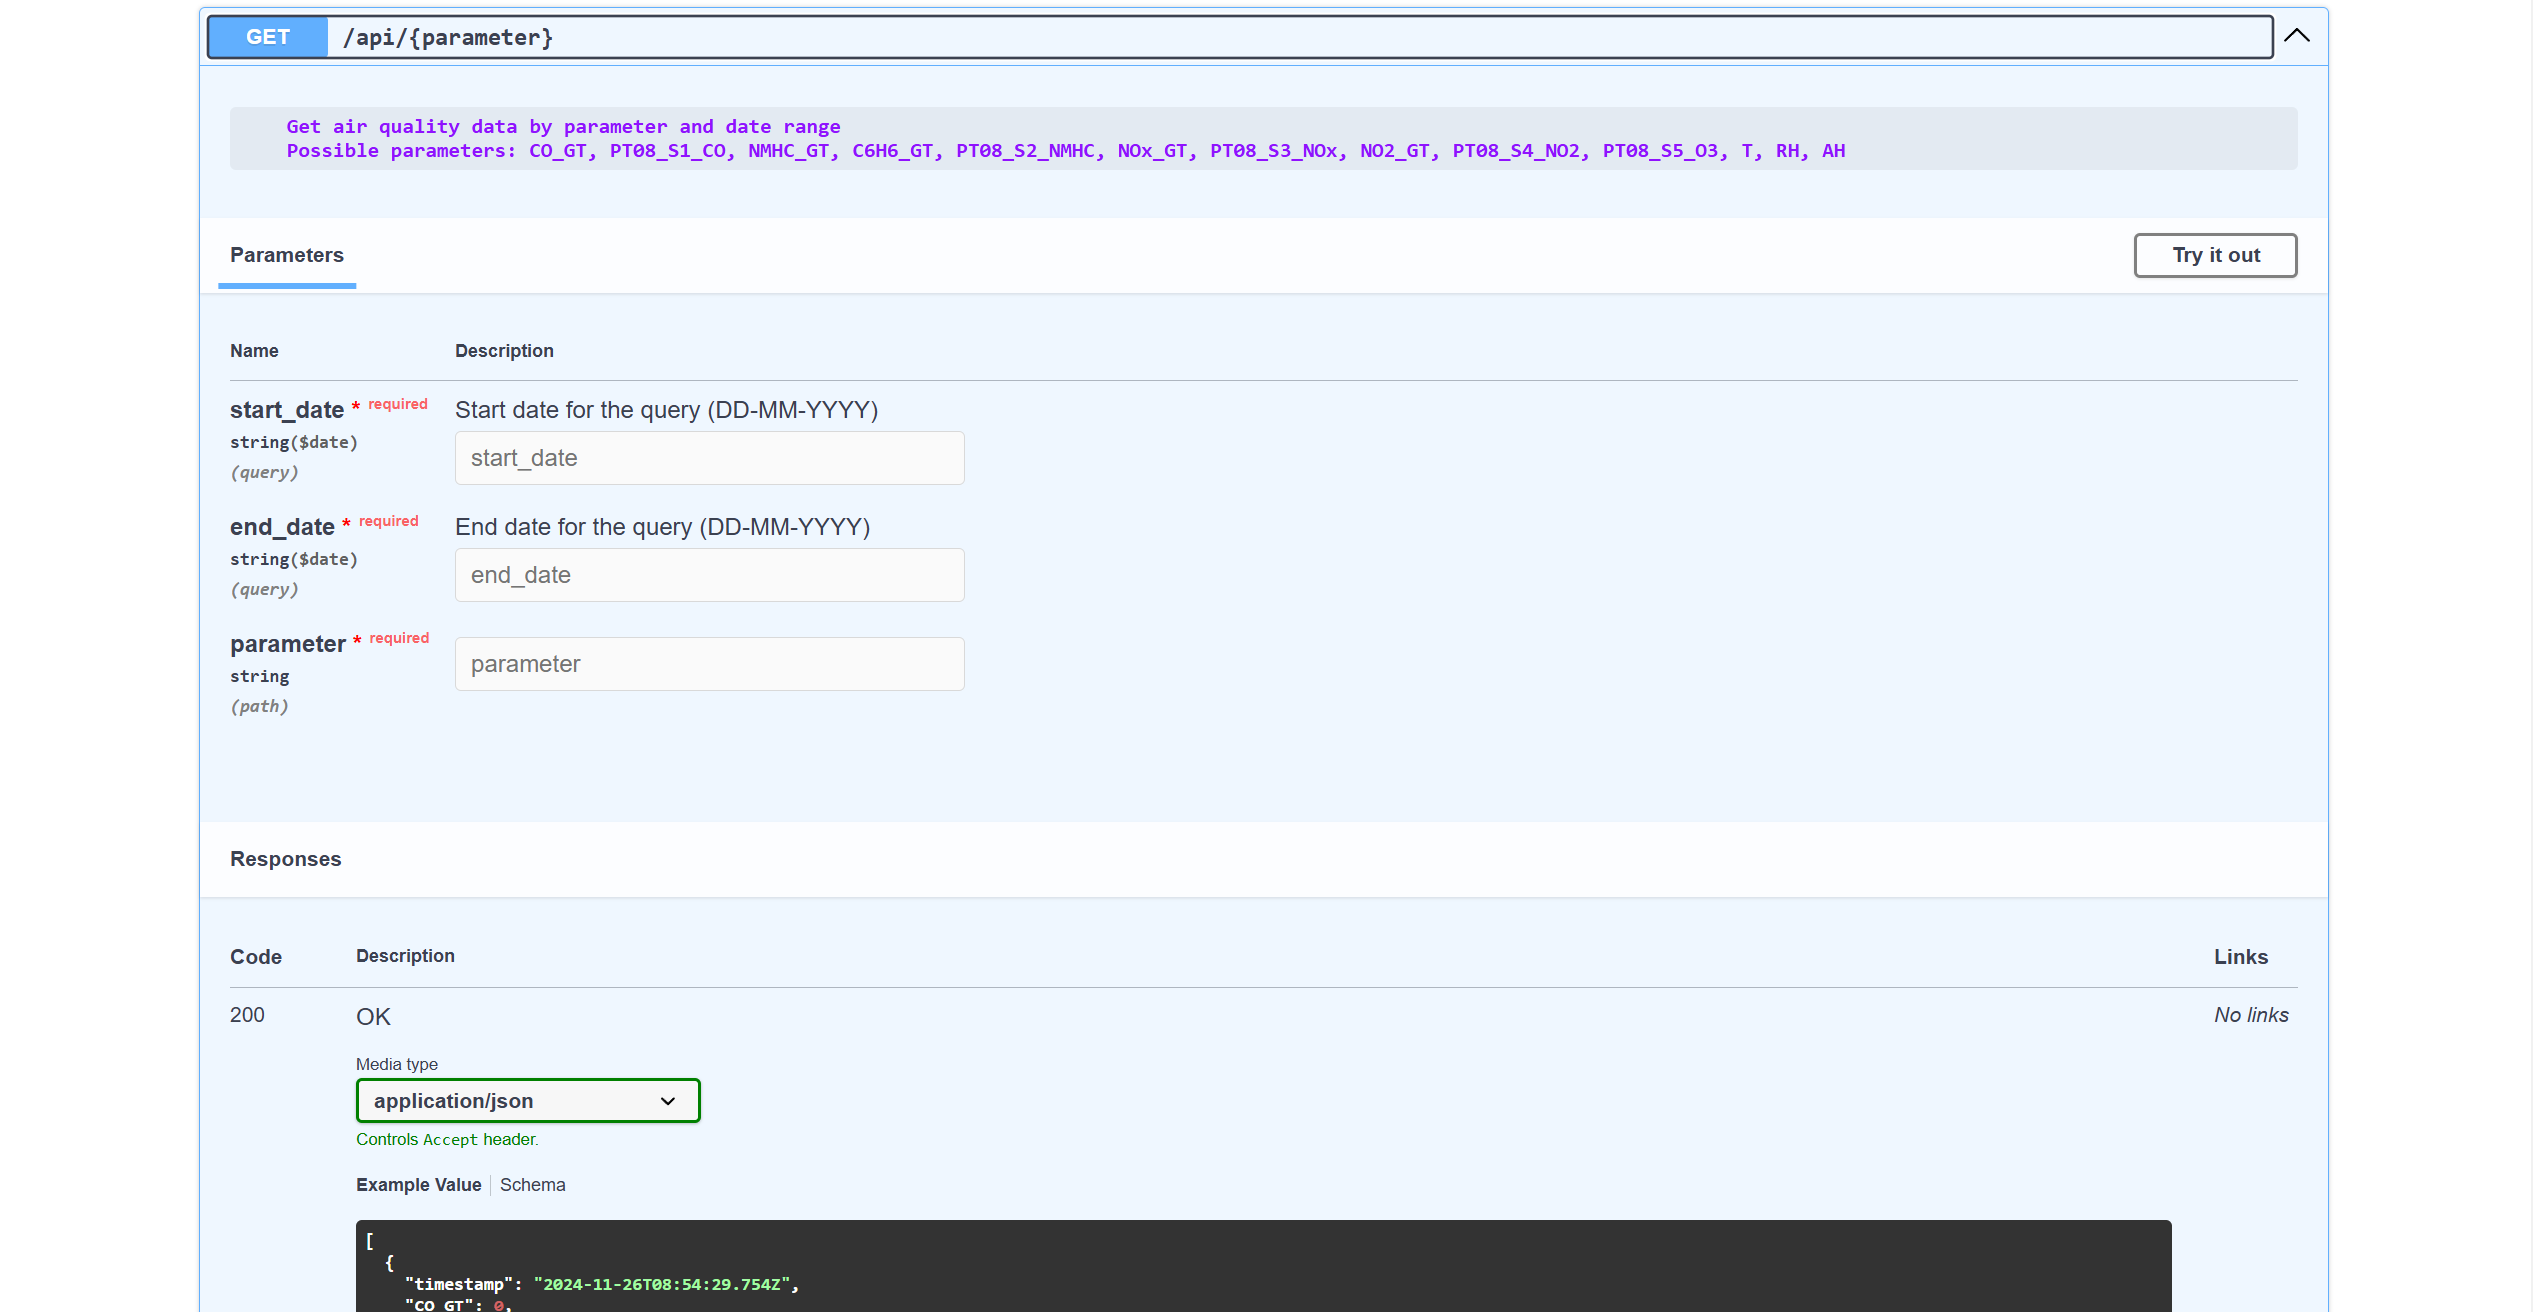 GET /api/{parameter}
Get air quality data by parameter and date range
Possible parameters: CO_GT, PT08_S1_CO, NMHC_GT, C6H6_GT, PT08_S2_NMHC, NOx_GT, PT08_S3_NOx, NO2_GT, PT08_S4_NO2, PT08_S5_O3, T, RH, AH
Parameters Try it out
Name Description
start_date * required Start date for the query (DD-MM-YYYY)
string($date) start_date
(query)
end_date * required End date for the query (DD-MM-YYYY)
string($date) end_date
(query)
parameter * required parameter
string
(path)
Responses
Code Description Links
200 OK No links
Media type
application/json
Controls Accept header.
Example Value Schema
[
{
"timestamp": "2024-11-26T08:54:29.754Z",
"CO_GT": 0,